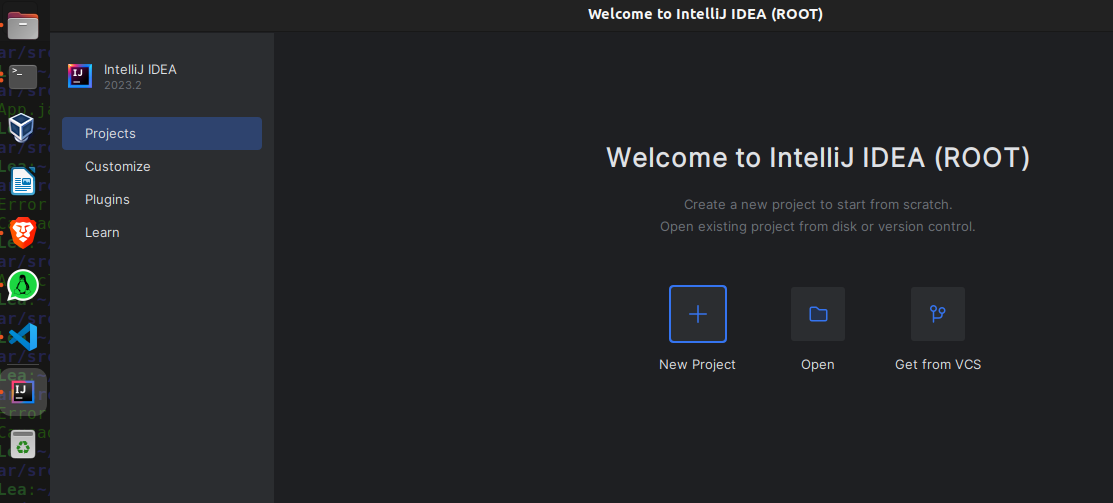 Welcome to IntelliJ IDEA (ROOT)
IntelliJ IDEA
2023.2
Projects
Customize
Plugins
Learn
Welcome to IntelliJ IDEA (ROOT)
Create a new project to start from scratch.
Open existing project from disk or version control.
New Project
Open
Get from VCS